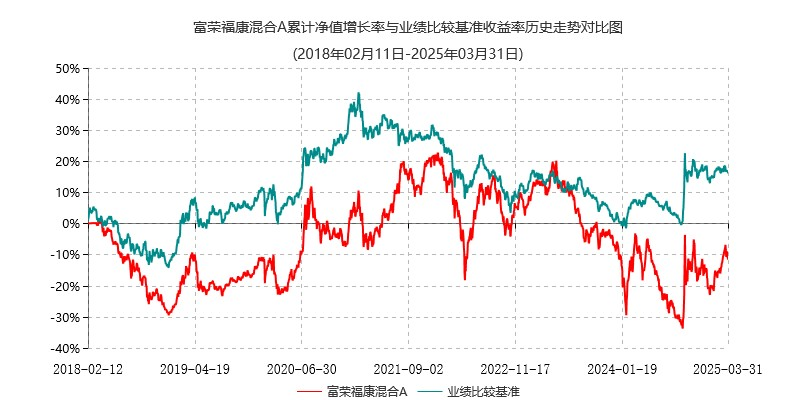 富荣福康混合A累计净值增长率与业绩比较基准收益率历史走势对比图
(2018年02月11日-2025年03月31日)
50%
40%
30%
20%
10%
0%
-10%
-20%
-30%
-40%
2018-02-12 2019-04-19 2020-06-30 2021-09-02 2022-11-17 2024-01-19 2025-03-31
富荣福康混合A 业绩比较基准